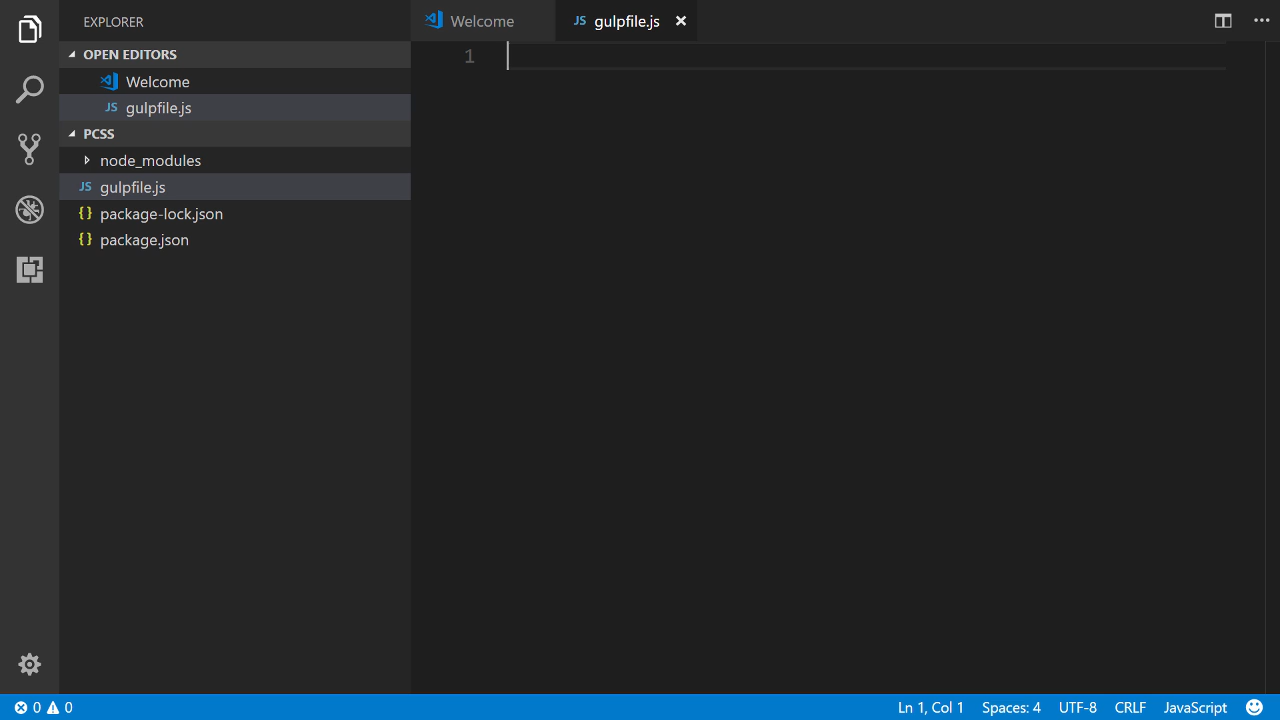 EXPLORER
OPEN EDITORS
Welcome
JS gulpfile.js
PCSS
node_modules
JS gulpfile.js
{} package-lock.json
{} package.json
Welcome
JS gulpfile.js
1
0 0
Ln 1, Col 1 Spaces: 4 UTF-8 CRLF JavaScript